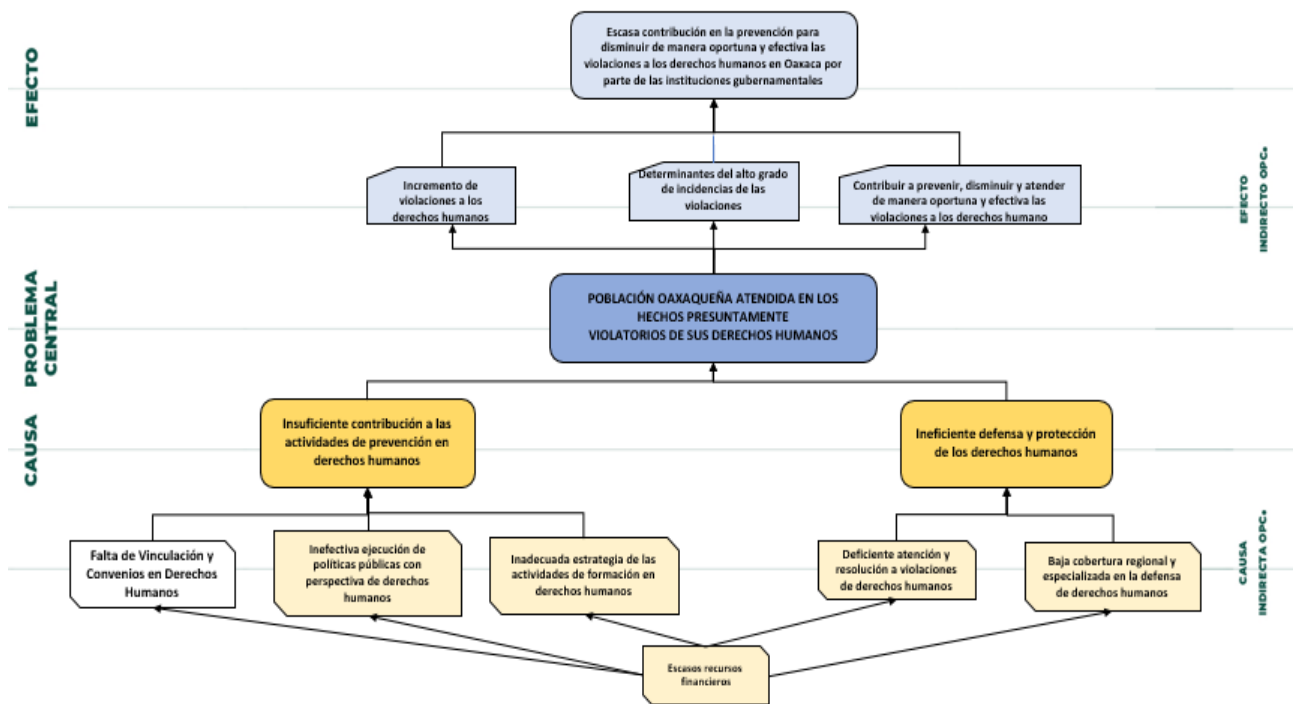 EFECTO
Escasa contribución en la prevención para
disminuir de manera oportuna y efectiva las
violaciones a los derechos humanos en Oaxaca por
parte de las instituciones gubernamentales
Incremento de
violaciones a los
derechos humanos
Determinantes del alto grado
de incidencias de las
violaciones
Contribuir a prevenir, disminuir y atender
de manera oportuna y efectiva las
violaciones a los derechos humano
EFECTO
INDIRECTO OPC.
PROBLEMA
CENTRAL
POBLACIÓN OAXAQUEÑA ATENDIDA EN LOS
HECHOS PRESUNTAMENTE
VIOLATORIOS DE SUS DERECHOS HUMANOS
CAUSA
Insuficiente contribución a las
actividades de prevención en
derechos humanos
Ineficiente defensa y protección
de los derechos humanos
Falta de Vinculación y
Convenios en Derechos
Humanos
Inefectiva ejecución de
políticas públicas con
perspectiva de derechos
humanos
Inadecuada estrategia de las
actividades de formación en
derechos humanos
Deficiente atención y
resolución a violaciones
de derechos humanos
Baja cobertura regional y
especializada en la defensa
de derechos humanos
CAUSA
INDIRECTA OPC.
Escasos recursos
financieros